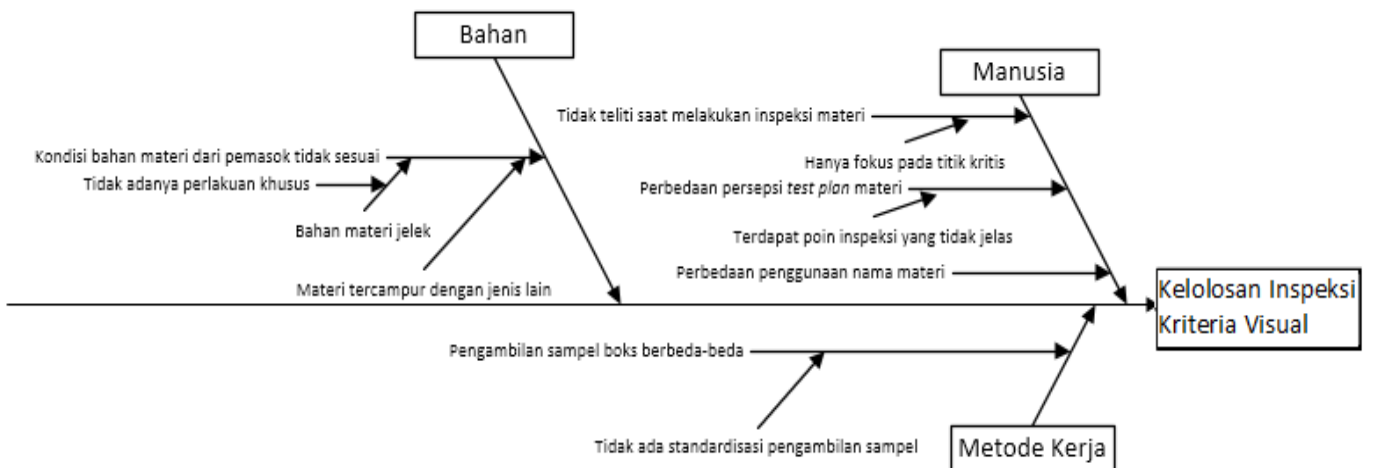 Bahan
Manusia
Tidak teliti saat melakukan inspeksi materi
Kondisi bahan materi dari pemasok tidak sesuai
Hanya fokus pada titik kritis
Tidak adanya perlakuan khusus
Perbedaan persepsi test plan materi
Bahan materi jelek
Terdapat poin inspeksi yang tidak jelas
Perbedaan penggunaan nama materi
Materi tercampur dengan jenis lain
Kelolosan Inspeksi
Kriteria Visual
Pengambilan sampel boks berbeda-beda
Tidak ada standardisasi pengambilan sampel
Metode Kerja